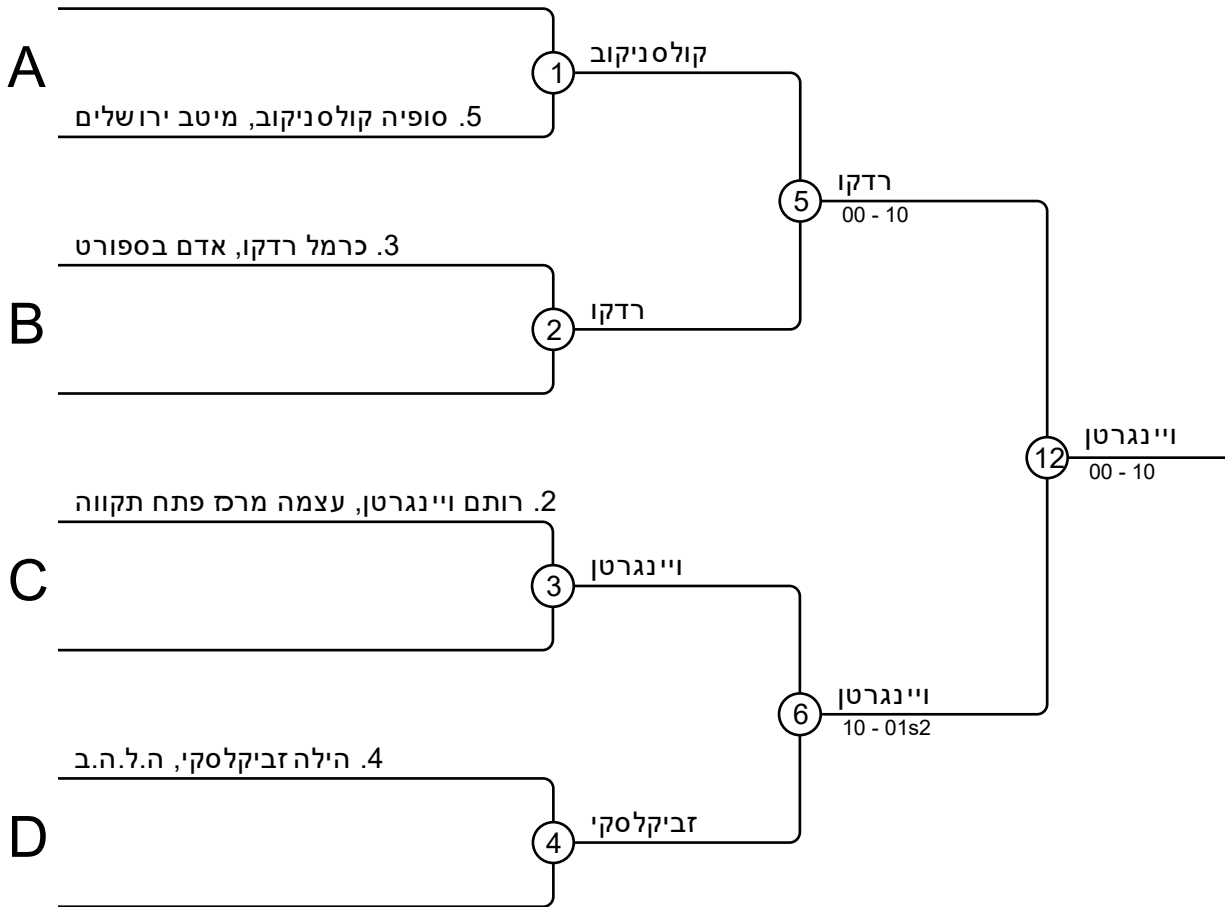 A
1
קולסניקוב
5. סופיה קולסניקוב, מיטב ירושלים
5
רדקו
00 - 10
3. כרמל רדקו, אדם בספורט
B
2
רדקו
12
ויינגרטן
00 - 10
2. רותם ויינגרטן, עצמה מרכז פתח תקווה
C
3
ויינגרטן
6
ויינגרטן
10 - 01s2
4. הילה זביקלסקי, ה.ל.ה.ב
D
4
זביקלסקי